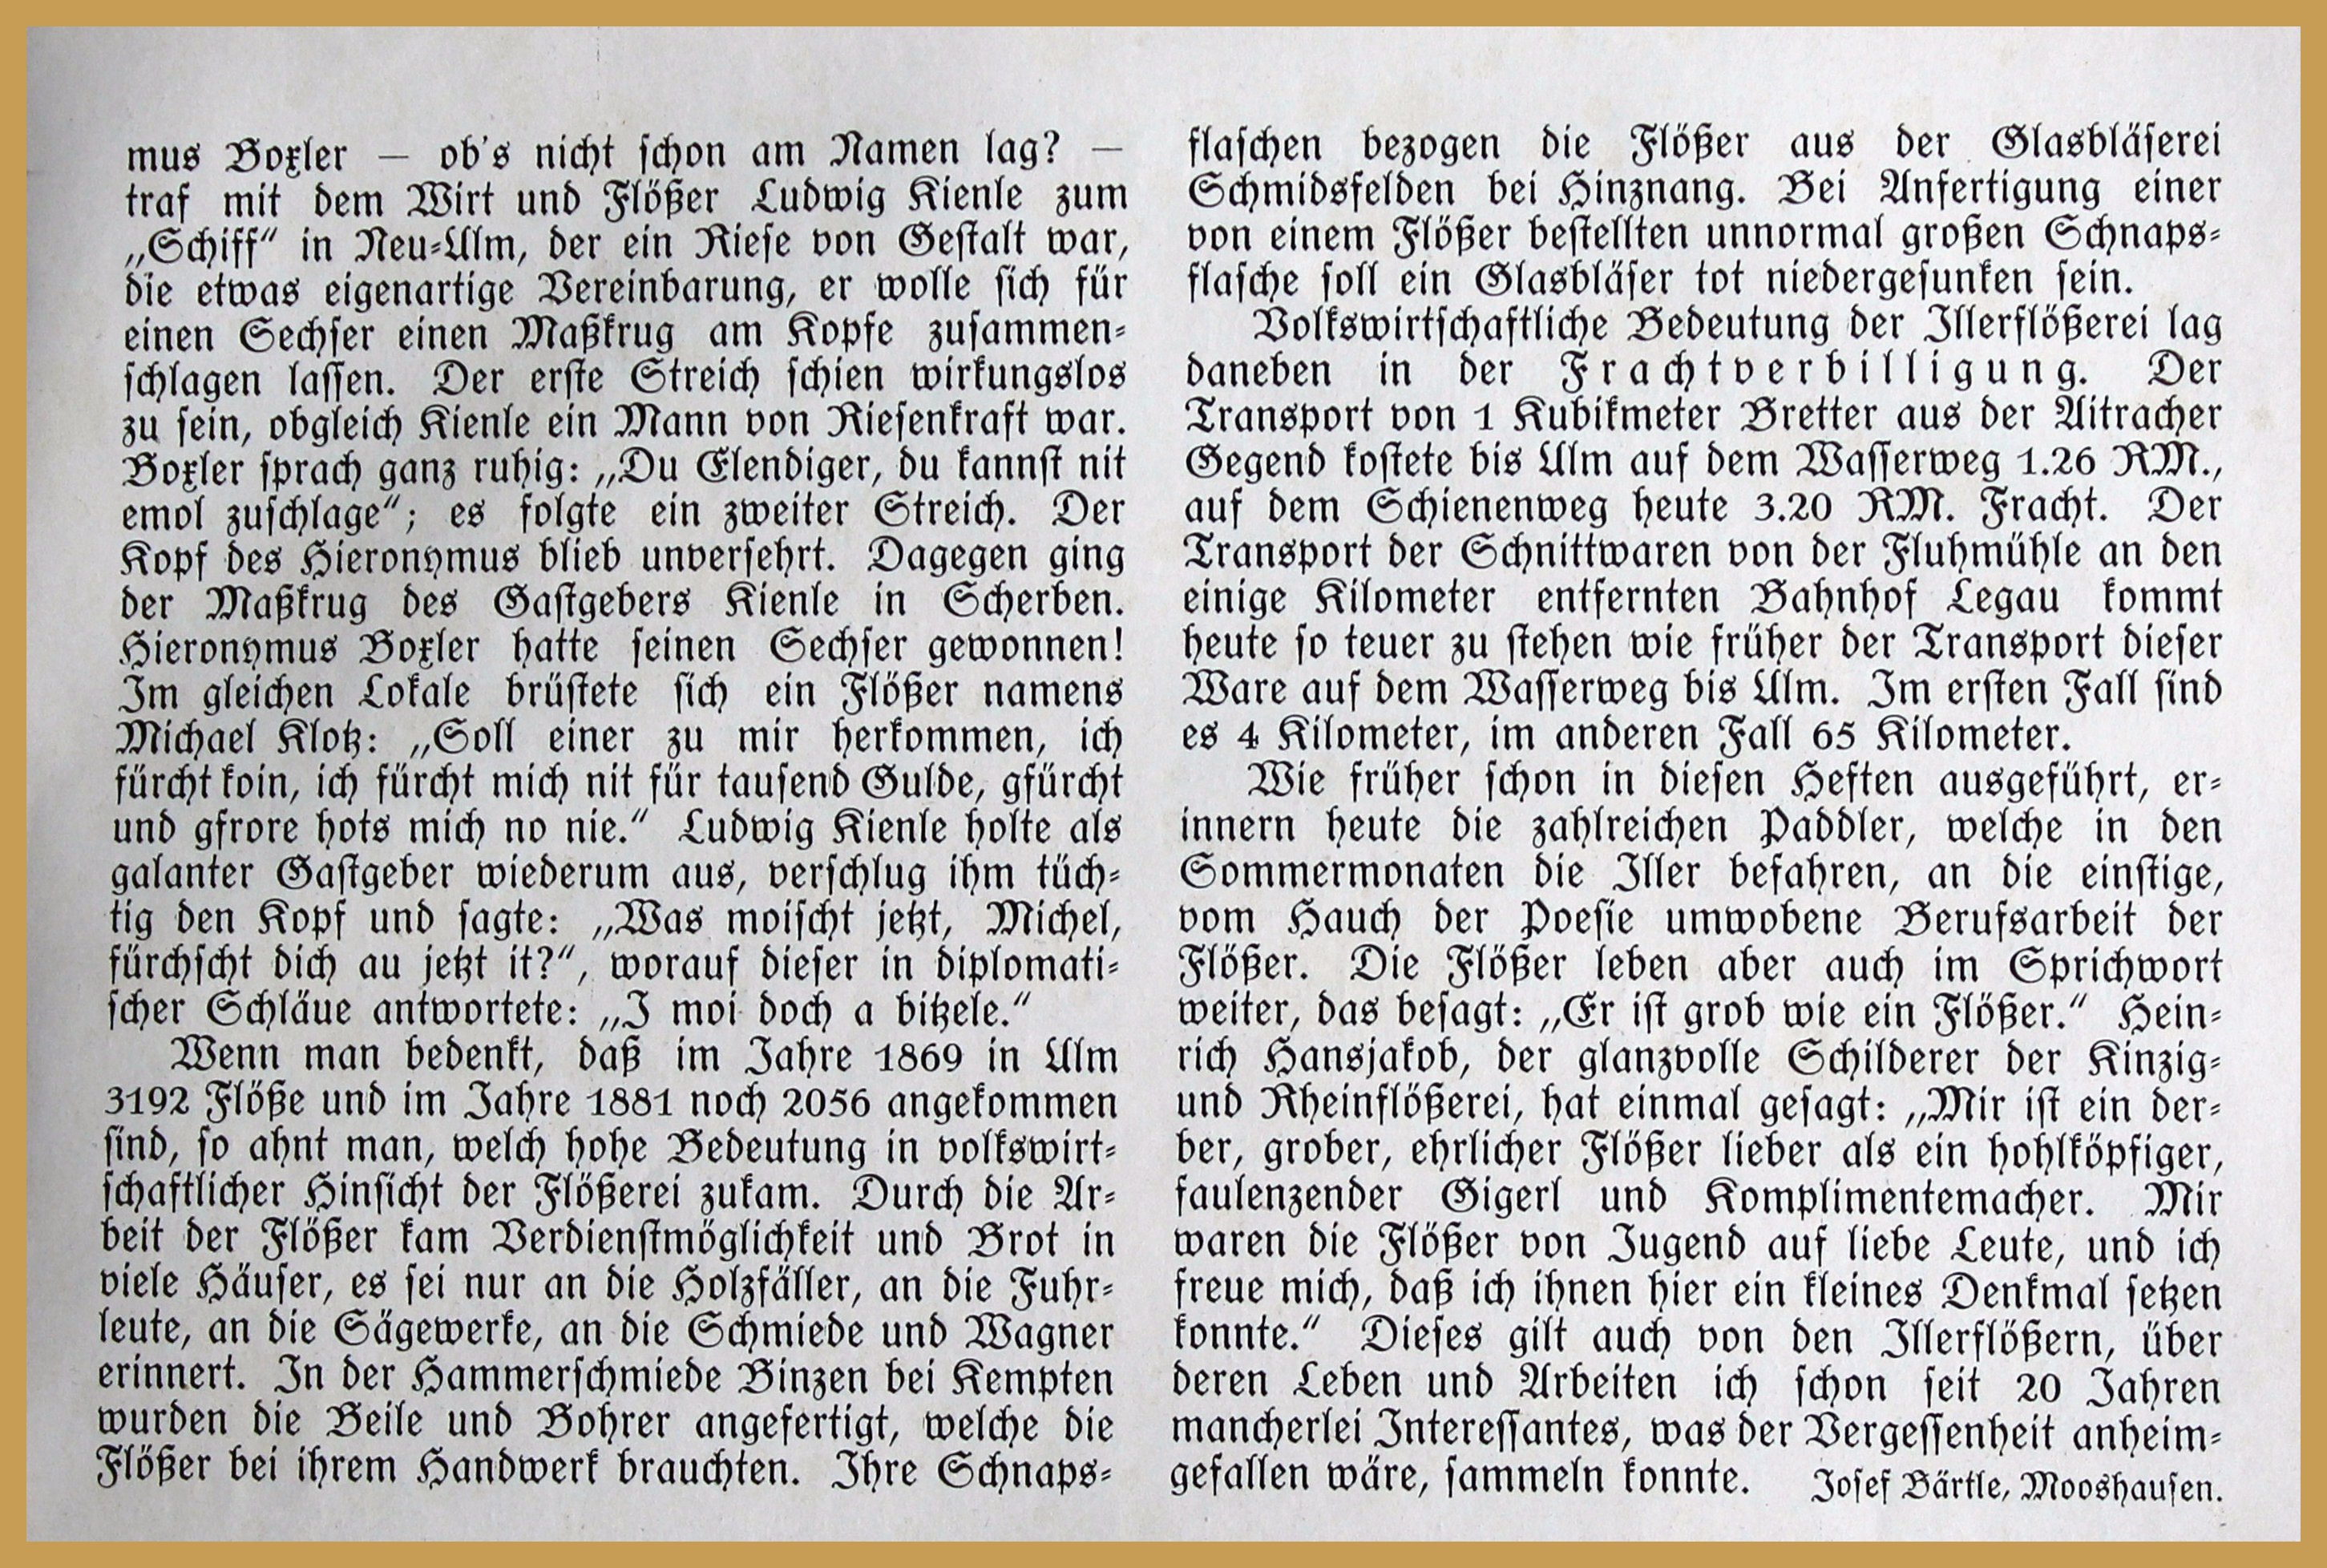 mus Boxler — ob's nicht schon am Namen lag? —
traf mit dem Wirt und Flößer Ludwig Kienle zum
„Schiff“ in Neu-Ulm, der ein Riese von Gestalt war,
die etwas eigenartige Vereinbarung, er wolle sich für
einen Sechser einen Maßkrug am Kopfe zusammen-
schlagen lassen. Der erste Streich schien wirkungslos
zu sein, obgleich Kienle ein Mann von Riesenkraft war.
Boxler sprach ganz ruhig: „Du Elendiger, du kannst nit
emol zuschlage“; es folgte ein zweiter Streich. Der
Kopf des Hieronymus blieb unversehrt. Dagegen ging
der Maßkrug des Gastgebers Kienle in Scherben.
Hieronymus Boxler hatte seinen Sechser gewonnen!
Im gleichen Lokale brüstete sich ein Flößer namens
Michael Klotz: „Soll einer zu mir herkommen, ich
fürcht koin, ich fürcht mich nit für tausend Gulde, gfürcht
und gfrore hots mich no nie.“ Ludwig Kienle holte als
galanter Gastgeber wiederum aus, verschlug ihm tüch-
tig den Kopf und sagte: „Was moischt jetzt, Michel,
fürchscht dich au jetzt it?“, worauf dieser in diplomati-
scher Schläue antwortete: „I moi doch a bitzele.“
Wenn man bedenkt, daß im Jahre 1869 in Ulm
3192 Flöße und im Jahre 1881 noch 2056 angekommen
sind, so ahnt man, welch hohe Bedeutung in volkswirt-
schaftlicher Hinsicht der Flößerei zukam. Durch die Ar-
beit der Flößer kam Verdienstmöglichkeit und Brot in
viele Häuser, es sei nur an die Holzfäller, an die Fuhr-
leute, an die Sägewerke, an die Schmiede und Wagner
erinnert. In der Hammerschmiede Binzen bei Kempten
wurden die Beile und Bohrer angefertigt, welche die
Flößer bei ihrem Handwerk brauchten. Ihre Schnaps-
flaschen bezogen die Flößer aus der Glasbläserei
Schmidsfelden bei Hinznang. Bei Anfertigung einer
von einem Flößer bestellten unnormal großen Schnaps-
flasche soll ein Glasbläser tot niedergesunken sein.
Volkswirtschaftliche Bedeutung der Illerflößerei lag
daneben in der Frachtverbilligung. Der
Transport von 1 Kubikmeter Bretter aus der Aitracher
Gegend kostete bis Ulm auf dem Wasserweg 1.26 RM.,
auf dem Schienenweg heute 3.20 RM. Fracht. Der
Transport der Schnittwaren von der Fluhmühle an den
einige Kilometer entfernten Bahnhof Legau kommt
heute so teuer zu stehen wie früher der Transport dieser
Ware auf dem Wasserweg bis Ulm. Im ersten Fall sind
es 4 Kilometer, im anderen Fall 65 Kilometer.
Wie früher schon in diesen Heften ausgeführt, er-
innern heute die zahlreichen Paddler, welche in den
Sommermonaten die Iller befahren, an die einstige,
vom Hauch der Poesie umwobene Berufsarbeit der
Flößer. Die Flößer leben aber auch im Sprichwort
weiter, das besagt: „Er ist grob wie ein Flößer.“ Hein-
rich Hansjakob, der glanzvolle Schilderer der Kinzig-
und Rheinflößerei, hat einmal gesagt: „Mir ist ein der-
ber, grober, ehrlicher Flößer lieber als ein hohlköpfiger,
faulenzender Gigerl und Komplimentemacher. Mir
waren die Flößer von Jugend auf liebe Leute, und ich
freue mich, daß ich ihnen hier ein kleines Denkmal setzen
konnte.“ Dieses gilt auch von den Illerflößern, über
deren Leben und Arbeiten ich schon seit 20 Jahren
mancherlei Interessantes, was der Vergessenheit anheim-
gefallen wäre, sammeln konnte. Josef Bärtle, Mooshausen.